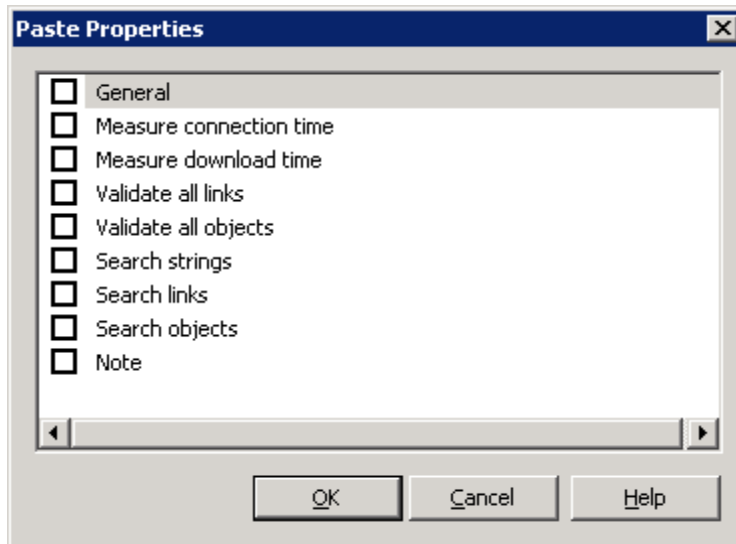 Paste Properties
General
Measure connection time
Measure download time
Validate all links
Validate all objects
Search strings
Search links
Search objects
Note
OK Cancel Help